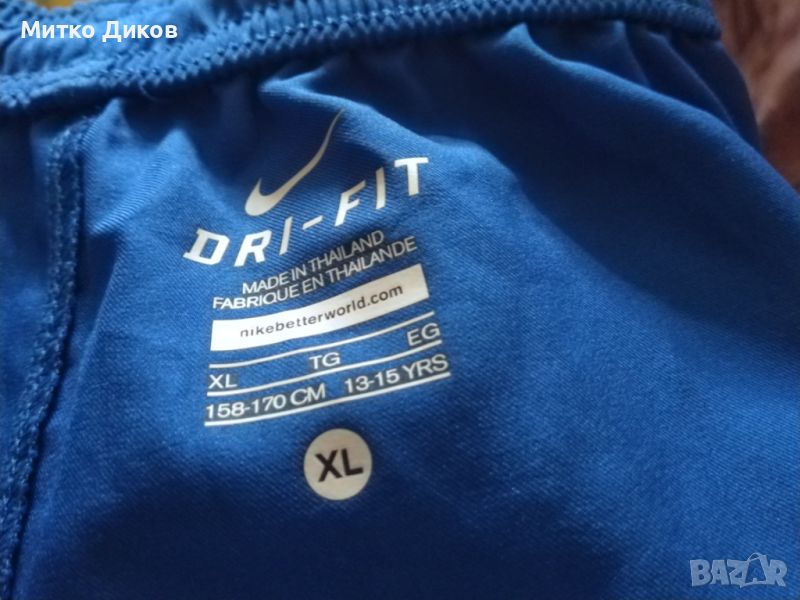 Митко Диков
DRI-FIT
MADE IN THAILAND
FABRIQUE EN THAILANDE
nikebetterworld.com
XL TG EG
158-170 CM 13-15 YRS
XL
BAZAR